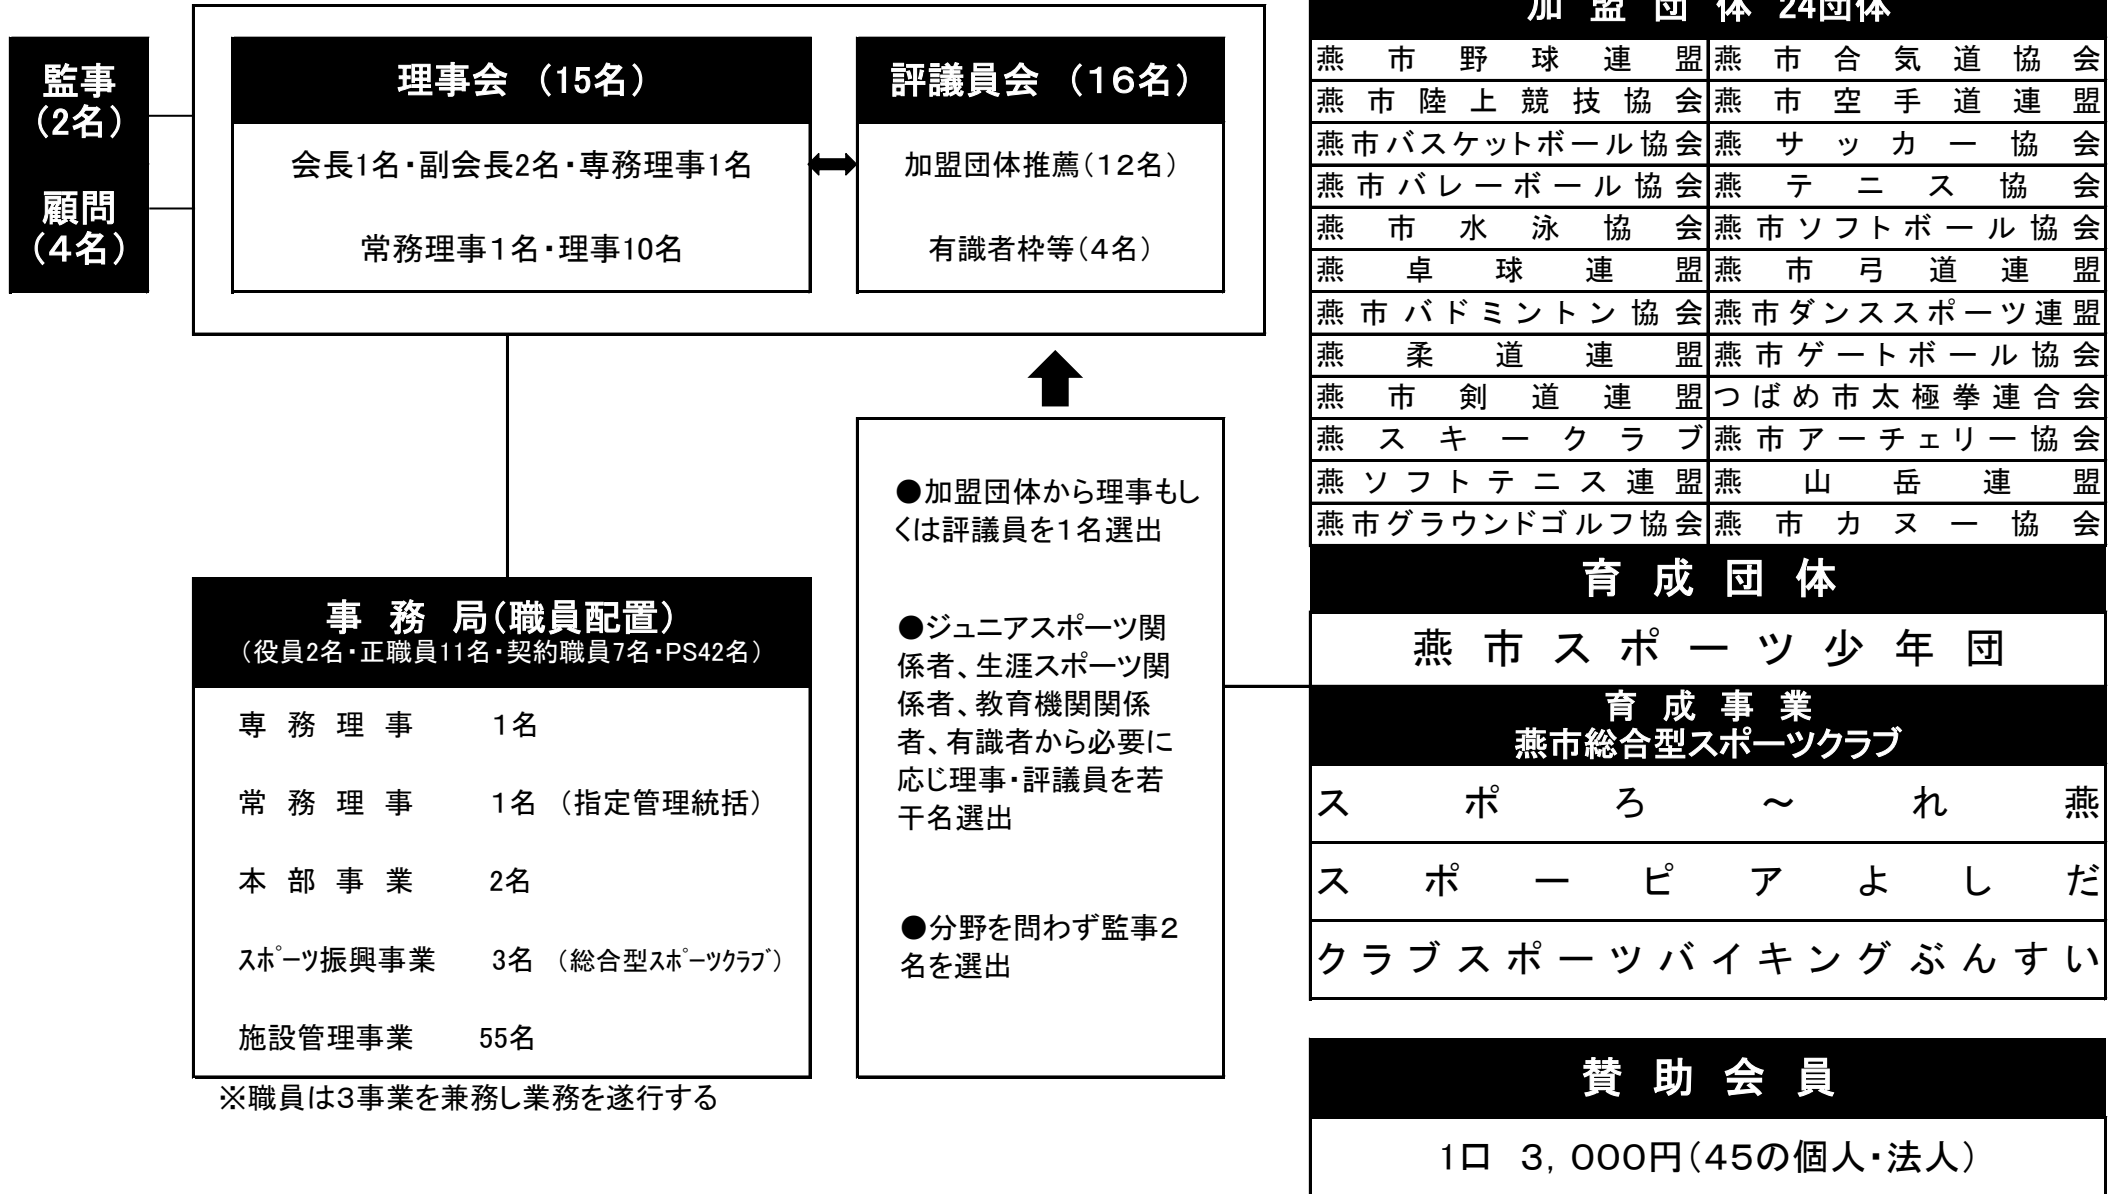 監事
（2名）
顧問
（４名）
理事会 （15名）
会長1名・副会長2名・専務理事1名
常務理事１名・理事10名
評議員会 （１６名）
加盟団体推薦（１２名）
有識者枠等（４名）
●加盟団体から理事もし
くは評議員を１名選出
●ジュニアスポーツ関
係者、生涯スポーツ関
係者、教育機関関係
者、有識者から必要に
応じ理事・評議員を若
干名選出
●分野を問わず監事２
名を選出
事 務 局（職員配置）
（役員2名・正職員11名・契約職員7名・PS42名）
専 務 理 事 １名
常 務 理 事 １名 （指定管理統括）
本 部 事 業 2名
ｽﾎﾟｰﾂ振興事業 3名 （総合型ｽﾎﾟｰﾂｸﾗﾌﾞ）
施設管理事業 55名
※職員は３事業を兼務し業務を遂行する
加 盟 団 体 24団体
燕市野球連盟 燕市合気道協会
燕市陸上競技協会 燕市空手道連盟
燕市バスケットボール協会 燕サッカー協会
燕市バレーボール協会 燕テニス協会
燕市水泳協会 燕市ソフトボール協会
燕卓球連盟 燕市弓道連盟
燕市バドミントン協会 燕市ダンススポーツ連盟
燕柔道連盟 燕市ゲートボール協会
燕市剣道連盟 つばめ市太極拳連合会
燕スキークラブ 燕市アーチェリー協会
燕ソフトテニス連盟 燕山岳連盟
燕市グラウンドゴルフ協会 燕市カヌー協会
育 成 団 体
燕市スポーツ少年団
育 成 事 業
燕市総合型スポーツクラブ
スポろ～れ燕
スポーピアよしだ
クラブスポーツバイキングぶんすい
賛 助 会 員
1口 ３，０００円（４５の個人・法人）